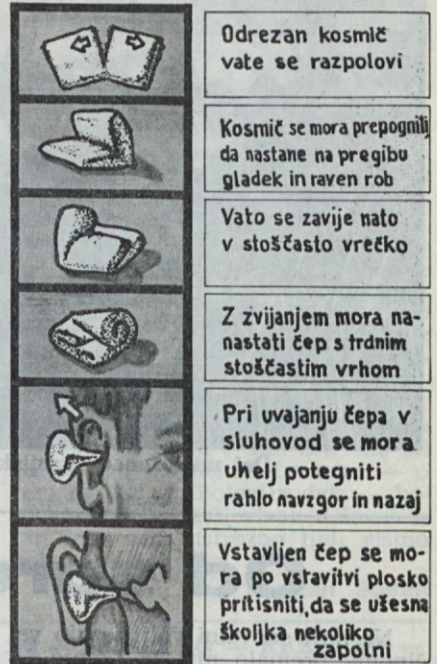 Odrezan kosmič
vate se razpolovi
Kosmič se mora prepogniti
da nastane na pregibu
gladek in raven rob
Vato se zavije nato
v stoščasto vrečko
Z zvijanjem mora na-
nastati čep s trdnim
stoščastim vrhom
Pri uvajanju čepa v
sluhovod se mora
uhelj potegniti
rahlo navzgor in nazaj
Vstavljen čep se mo-
ra po vstavitvi plosko
pritisniti, da se ušesna
školjka nekoliko
zapolni